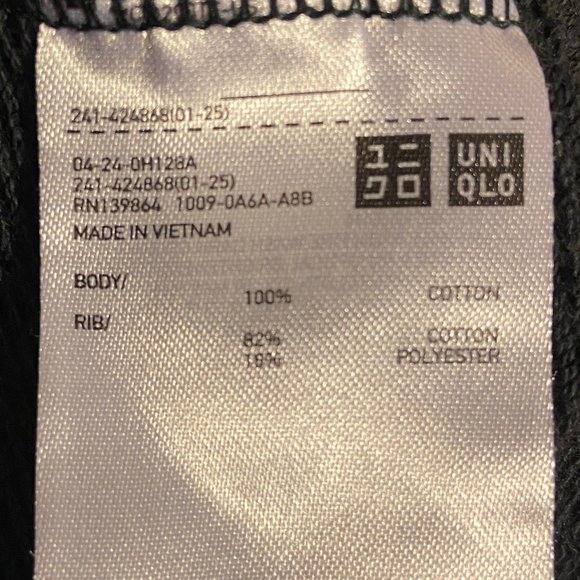 241-424868(01-25)
ユニ
クロ
UNI
QLO
04-24-0H128A
241-424868(01-25)
RN139864 1009-0A6A-A8B
MADE IN VIETNAM
BODY/
100% COTTON
RIB/
82% COTTON
18% POLYESTER